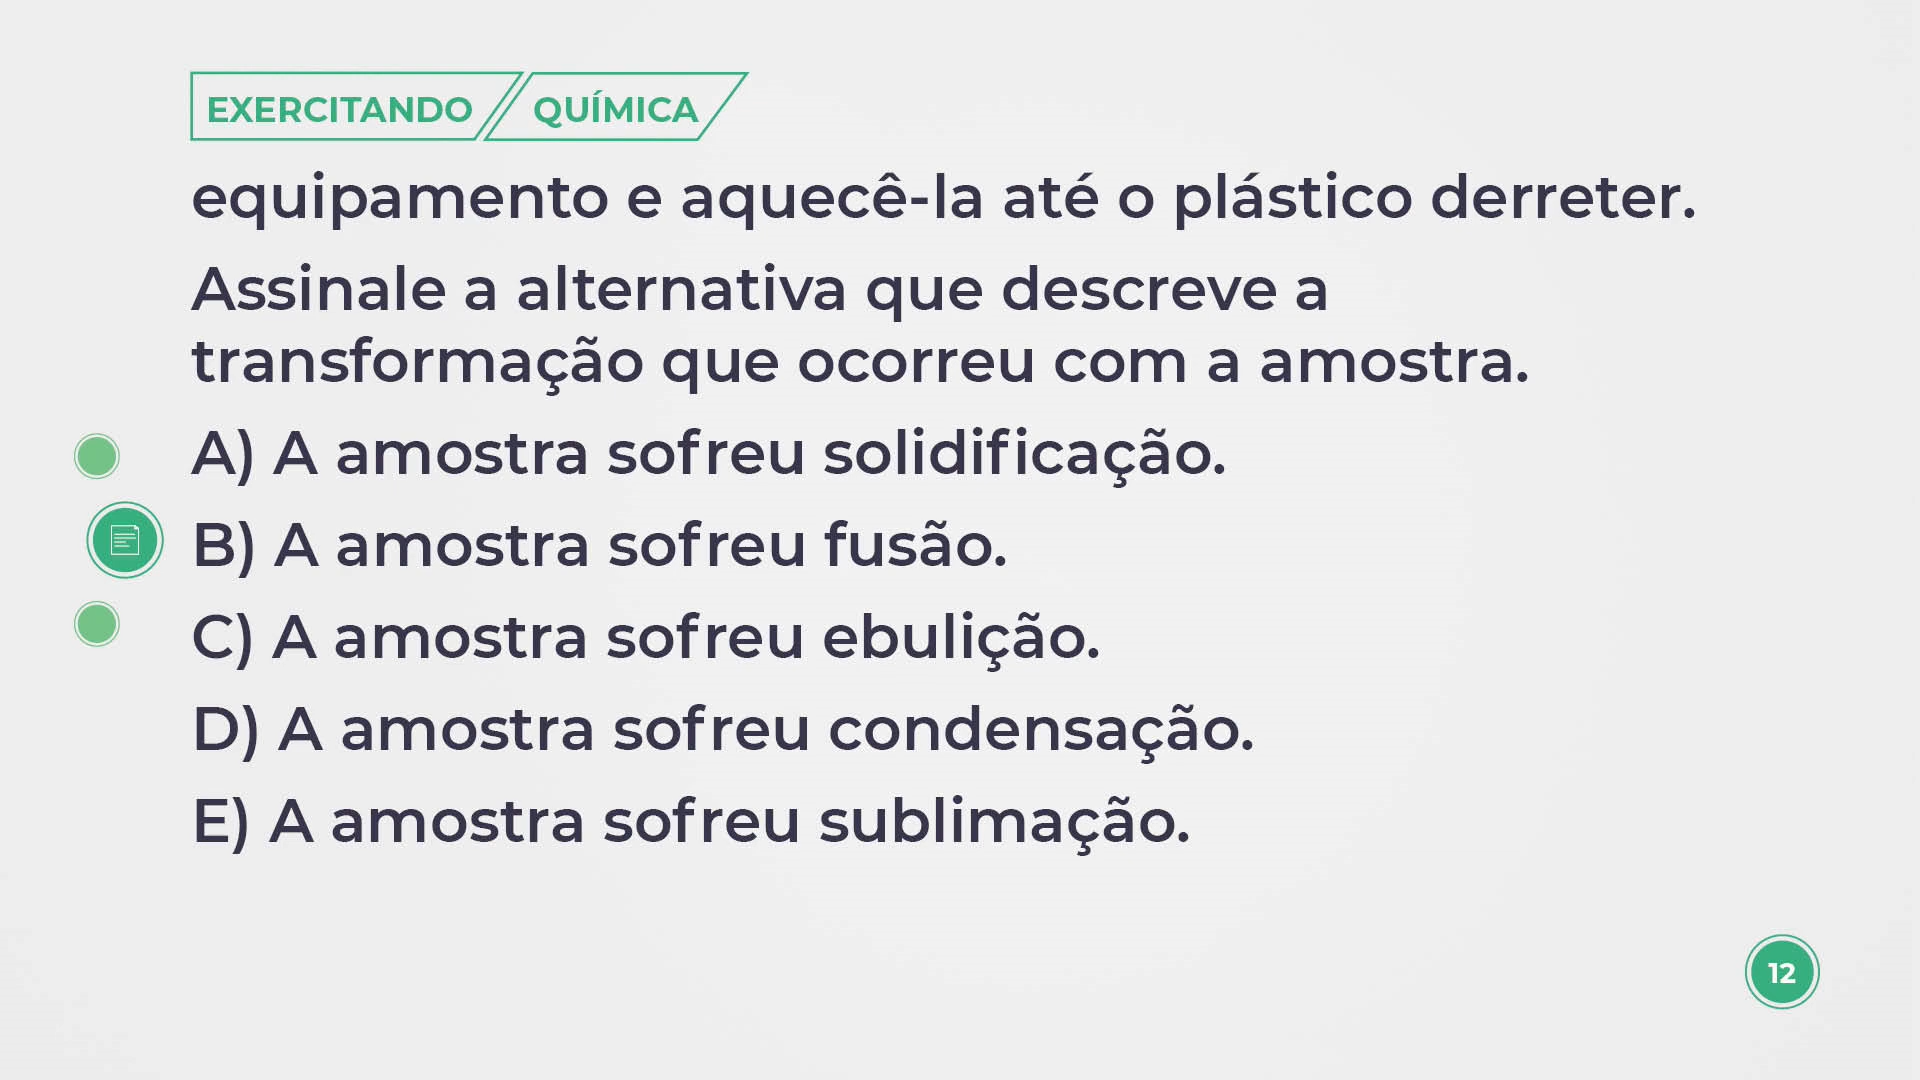 EXERCITANDO QUÍMICA
equipamento e aquecê-la até o plástico derreter.
Assinale a alternativa que descreve a
transformação que ocorreu com a amostra.
A) A amostra sofreu solidificação.
B) A amostra sofreu fusão.
C) A amostra sofreu ebulição.
D) A amostra sofreu condensação.
E) A amostra sofreu sublimação.
12